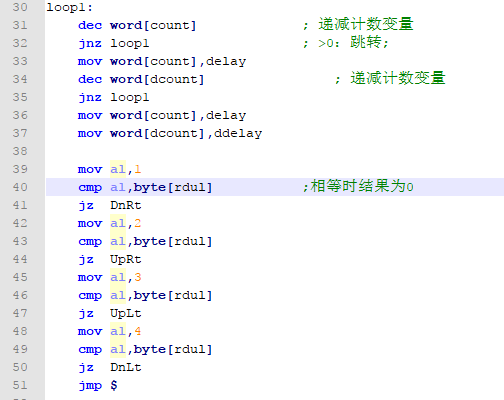 30 loop1:
31 dec word[count] ; 递减计数变量
32 jnz loop1 ; >0：跳转;
33 mov word[count],delay
34 dec word[dcount] ; 递减计数变量
35 jnz loop1
36 mov word[count],delay
37 mov word[dcount],ddelay
38
39 mov al,1
40 cmp al,byte[rdul] ;相等时结果为0
41 jz DnRt
42 mov al,2
43 cmp al,byte[rdul]
44 jz UpRt
45 mov al,3
46 cmp al,byte[rdul]
47 jz UpLt
48 mov al,4
49 cmp al,byte[rdul]
50 jz DnLt
51 jmp $